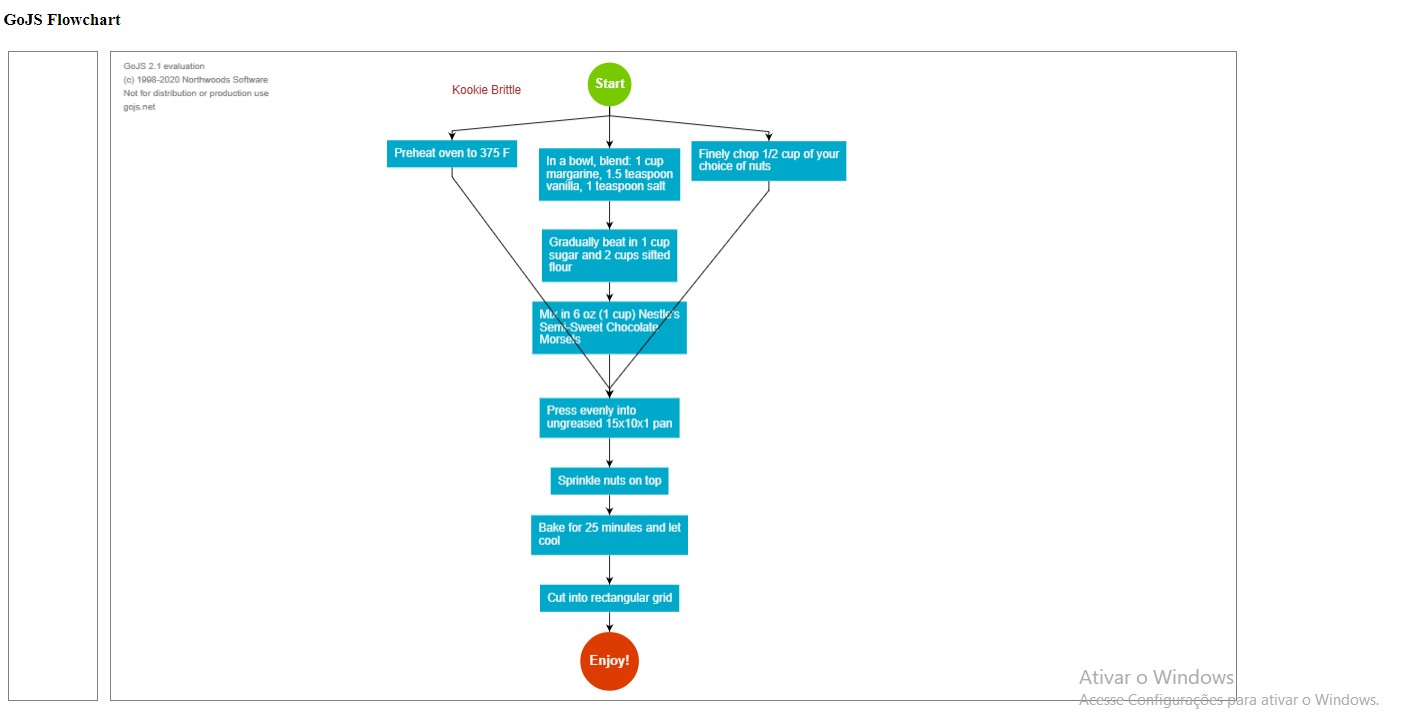 GoJS Flowchart
GoJS 2.1 evaluation
(c) 1998-2020 Northwoods Software
Not for distribution or production use
gojs.net
Kookie Brittle
Start
Preheat oven to 375 F
In a bowl, blend: 1 cup
margarine, 1.5 teaspoon
vanilla, 1 teaspoon salt
Finely chop 1/2 cup of your
choice of nuts
Gradually beat in 1 cup
sugar and 2 cups sifted
flour
Mix in 6 oz (1 cup) Nestle's
Semi-Sweet Chocolate
Morsels
Press evenly into
ungreased 15x10x1 pan
Sprinkle nuts on top
Bake for 25 minutes and let
cool
Cut into rectangular grid
Enjoy!
Ativar o Windows
Acesse Configurações para ativar o Windows.